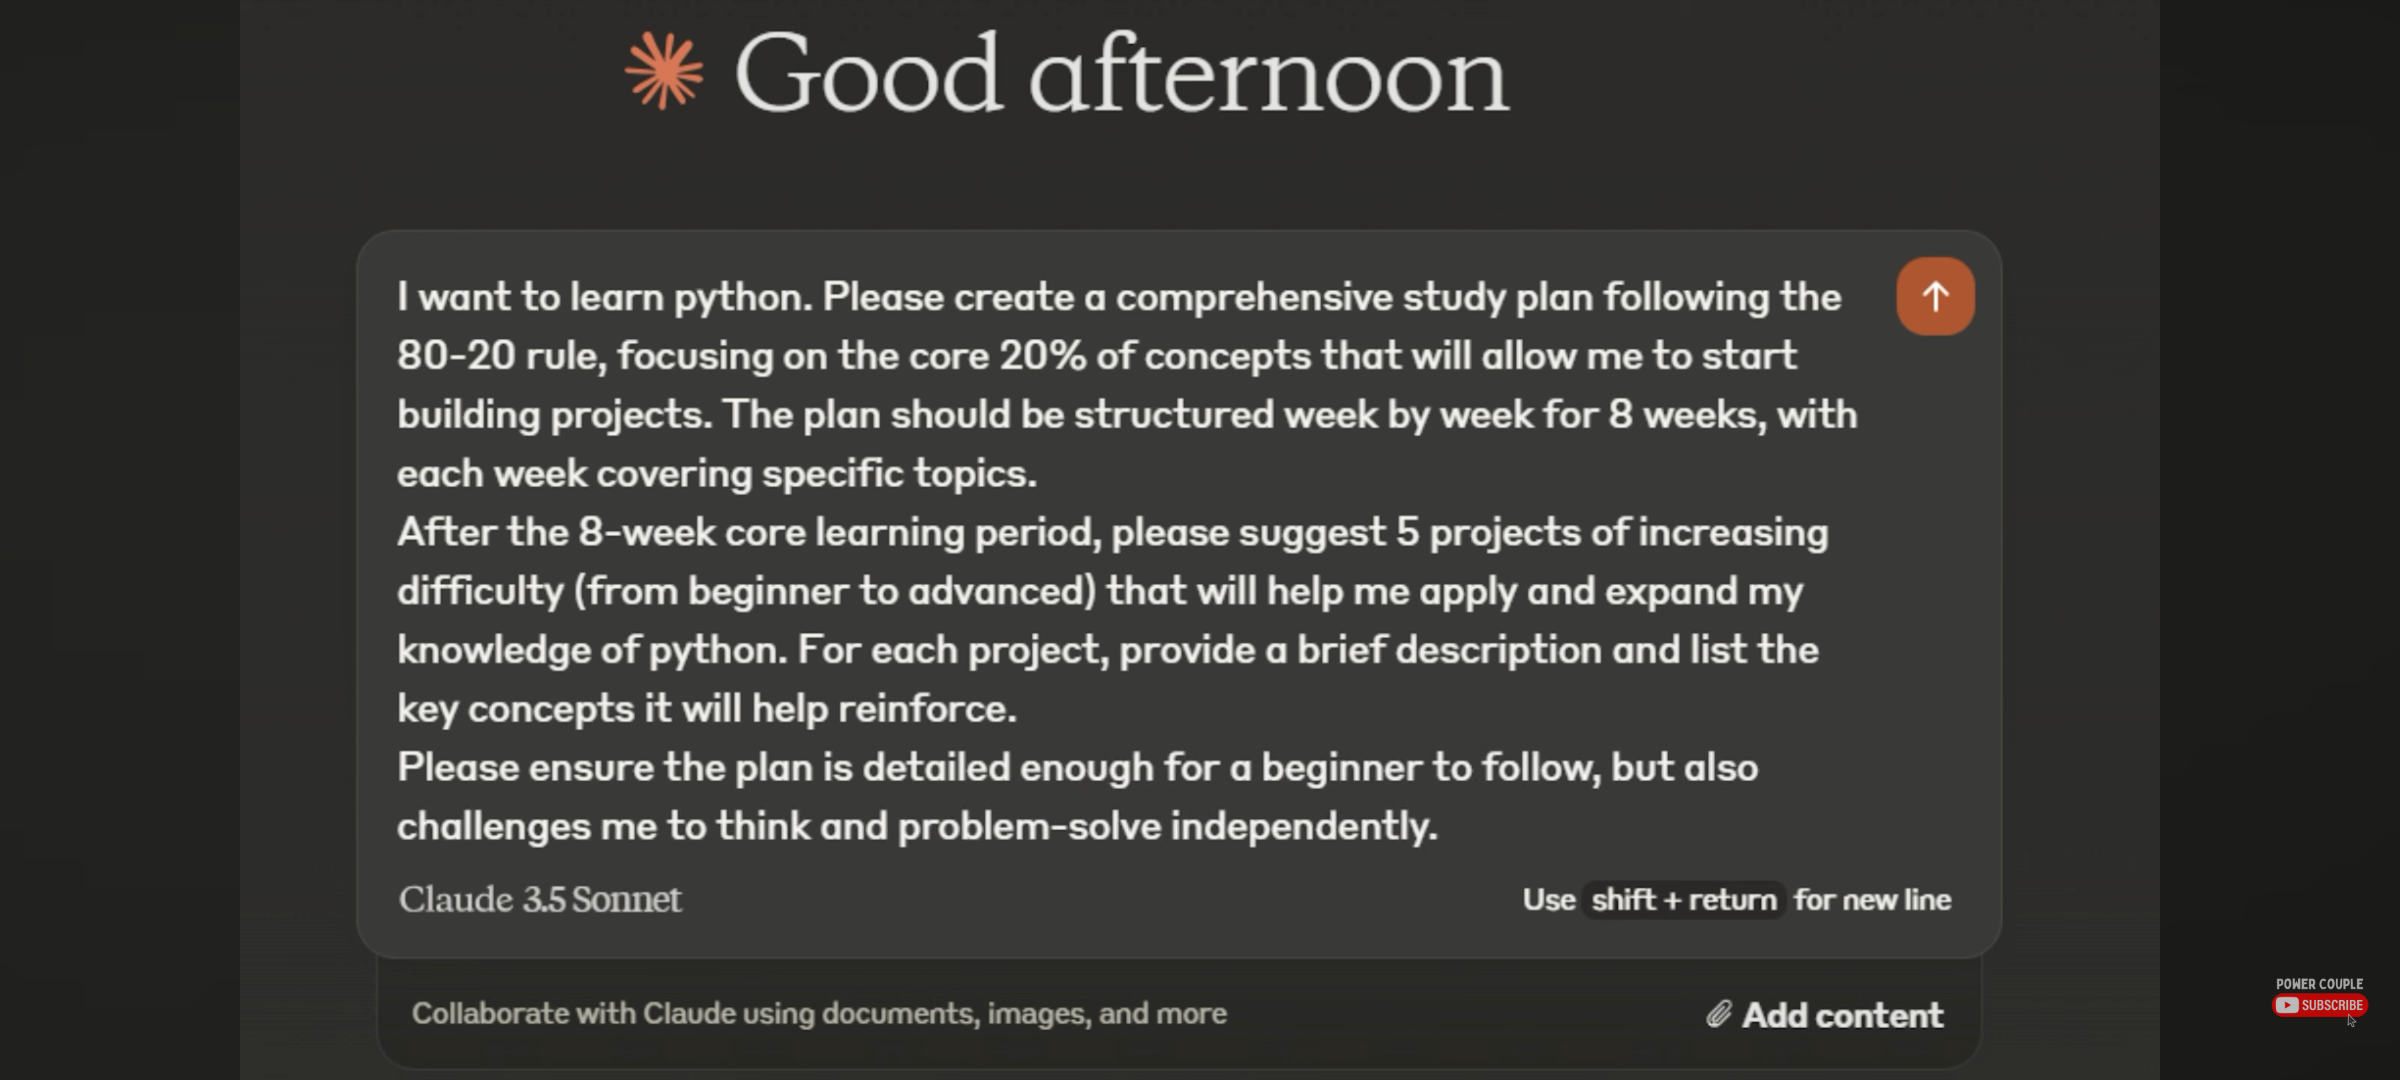 Good afternoon
I want to learn python. Please create a comprehensive study plan following the
80-20 rule, focusing on the core 20% of concepts that will allow me to start
building projects. The plan should be structured week by week for 8 weeks, with
each week covering specific topics.
After the 8-week core learning period, please suggest 5 projects of increasing
difficulty (from beginner to advanced) that will help me apply and expand my
knowledge of python. For each project, provide a brief description and list the
key concepts it will help reinforce.
Please ensure the plan is detailed enough for a beginner to follow, but also
challenges me to think and problem-solve independently.
Claude 3.5 Sonnet
Use shift + return for new line
Collaborate with Claude using documents, images, and more
Add content
POWER COUPLE
SUBSCRIBE